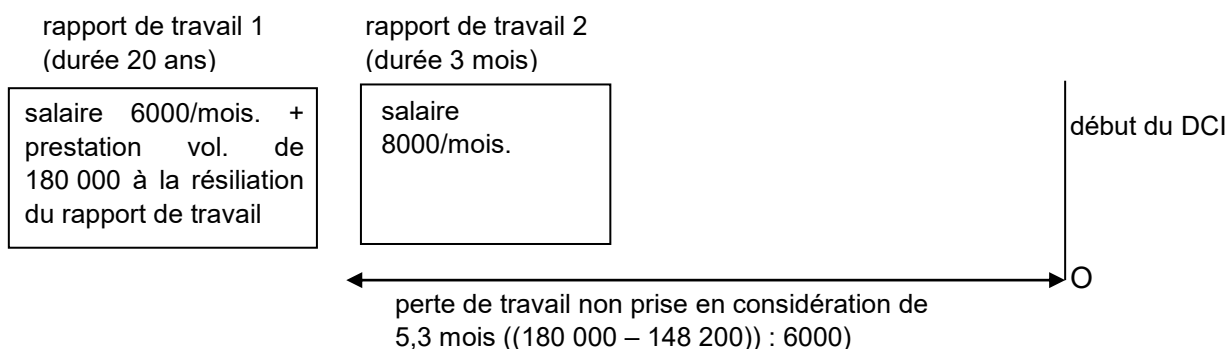 rapport de travail 1
(durée 20 ans)
rapport de travail 2
(durée 3 mois)
salaire 6000/mois. +
prestation vol. de
180 000 à la résiliation
du rapport de travail
salaire
8000/mois.
début du DCI
O
perte de travail non prise en considération de
5,3 mois ((180 000 – 148 200)) : 6000)